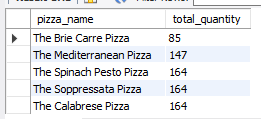 pizza_name total_quantity
The Brie Carre Pizza 85
The Mediterranean Pizza 147
The Spinach Pesto Pizza 164
The Soppressata Pizza 164
The Calabrese Pizza 164